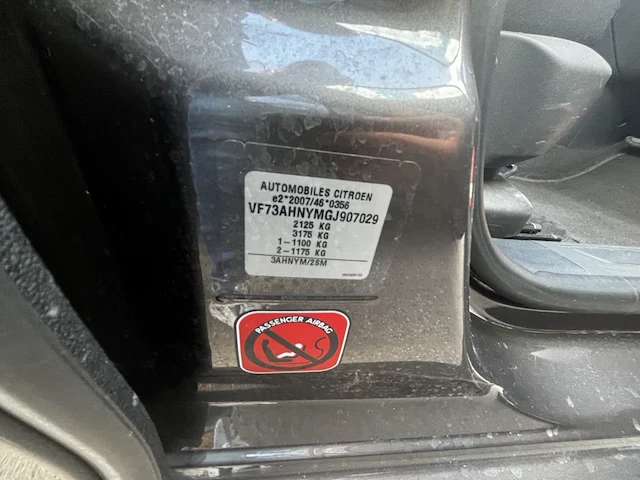 AUTOMOBILES CITROEN
e2*2007/46*0356
VF73AHNYMGJ907029
2125 KG
3175 KG
1-1100 KG
2-1175 KG
3AHNYM/2SM
PASSENGER AIRBAG